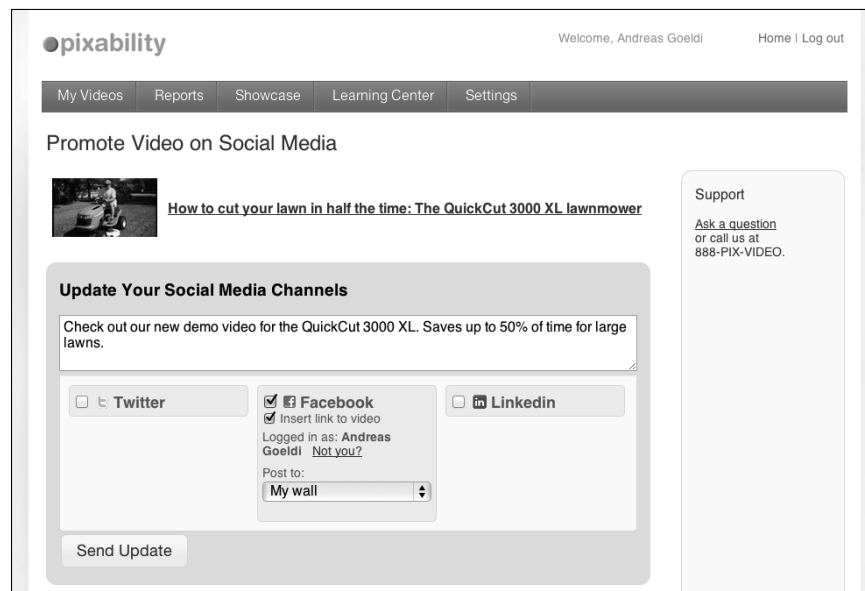 pixability
Welcome, Andreas Goeldi
Home | Log out
My Videos Reports Showcase Learning Center Settings
Promote Video on Social Media
How to cut your lawn in half the time: The QuickCut 3000 XL lawnmower
Support
Ask a question
or call us at
888-PIX-VIDEO.
Update Your Social Media Channels
Check out our new demo video for the QuickCut 3000 XL. Saves up to 50% of time for large
lawns.
Twitter
Facebook
Insert link to video
Logged in as: Andreas
Goeldi Not you?
Post to:
My wall
Linkedin
Send Update